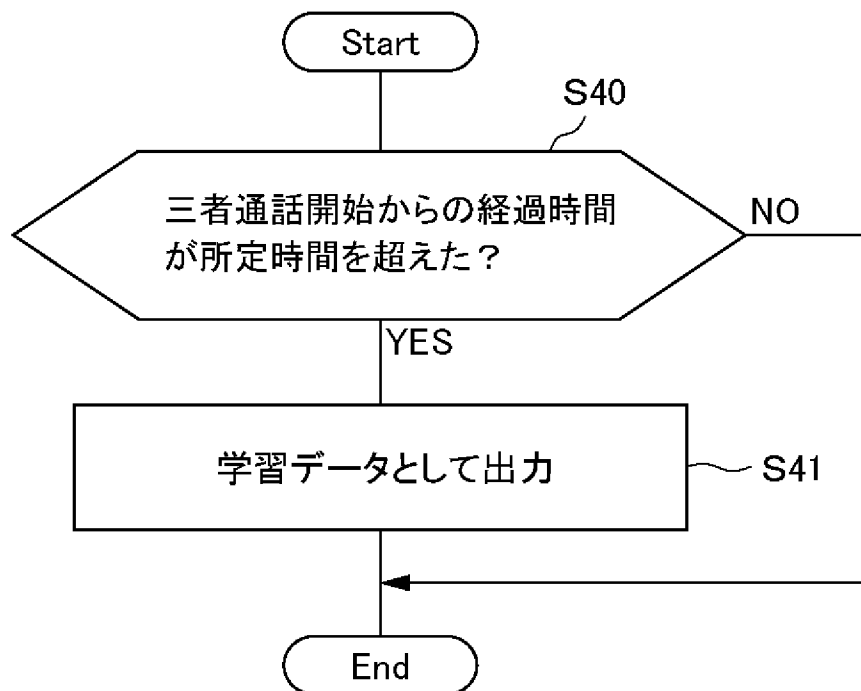 Start
S40
三者通話開始からの経過時間
が所定時間を超えた？
NO
YES
学習データとして出力
S41
End